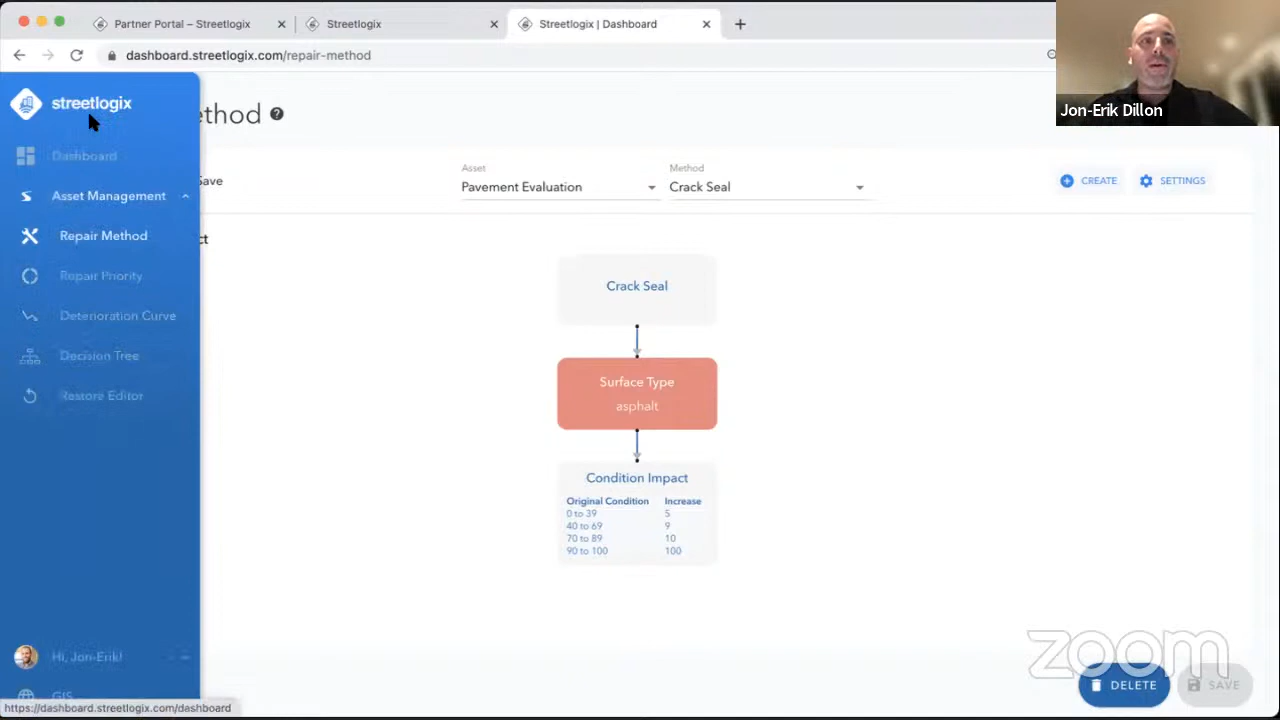 Partner Portal – Streetlogix
Streetlogix
Streetlogix | Dashboard
dashboard.streetlogix.com/repair-method
Jon-Erik Dillon
streetlogix
Dashboard
Asset Management
Repair Method
Repair Priority
Deterioration Curve
Decision Tree
Restore Editor
Hi, Jon-Erik!
GIS
https://dashboard.streetlogix.com/dashboard
ethod
Save
Asset
Pavement Evaluation
Method
Crack Seal
CREATE
SETTINGS
ct
Crack Seal
Surface Type
asphalt
Condition Impact
Original Condition Increase
0 to 39 5
40 to 69 9
70 to 89 10
90 to 100 100
zoom
DELETE
SAVE